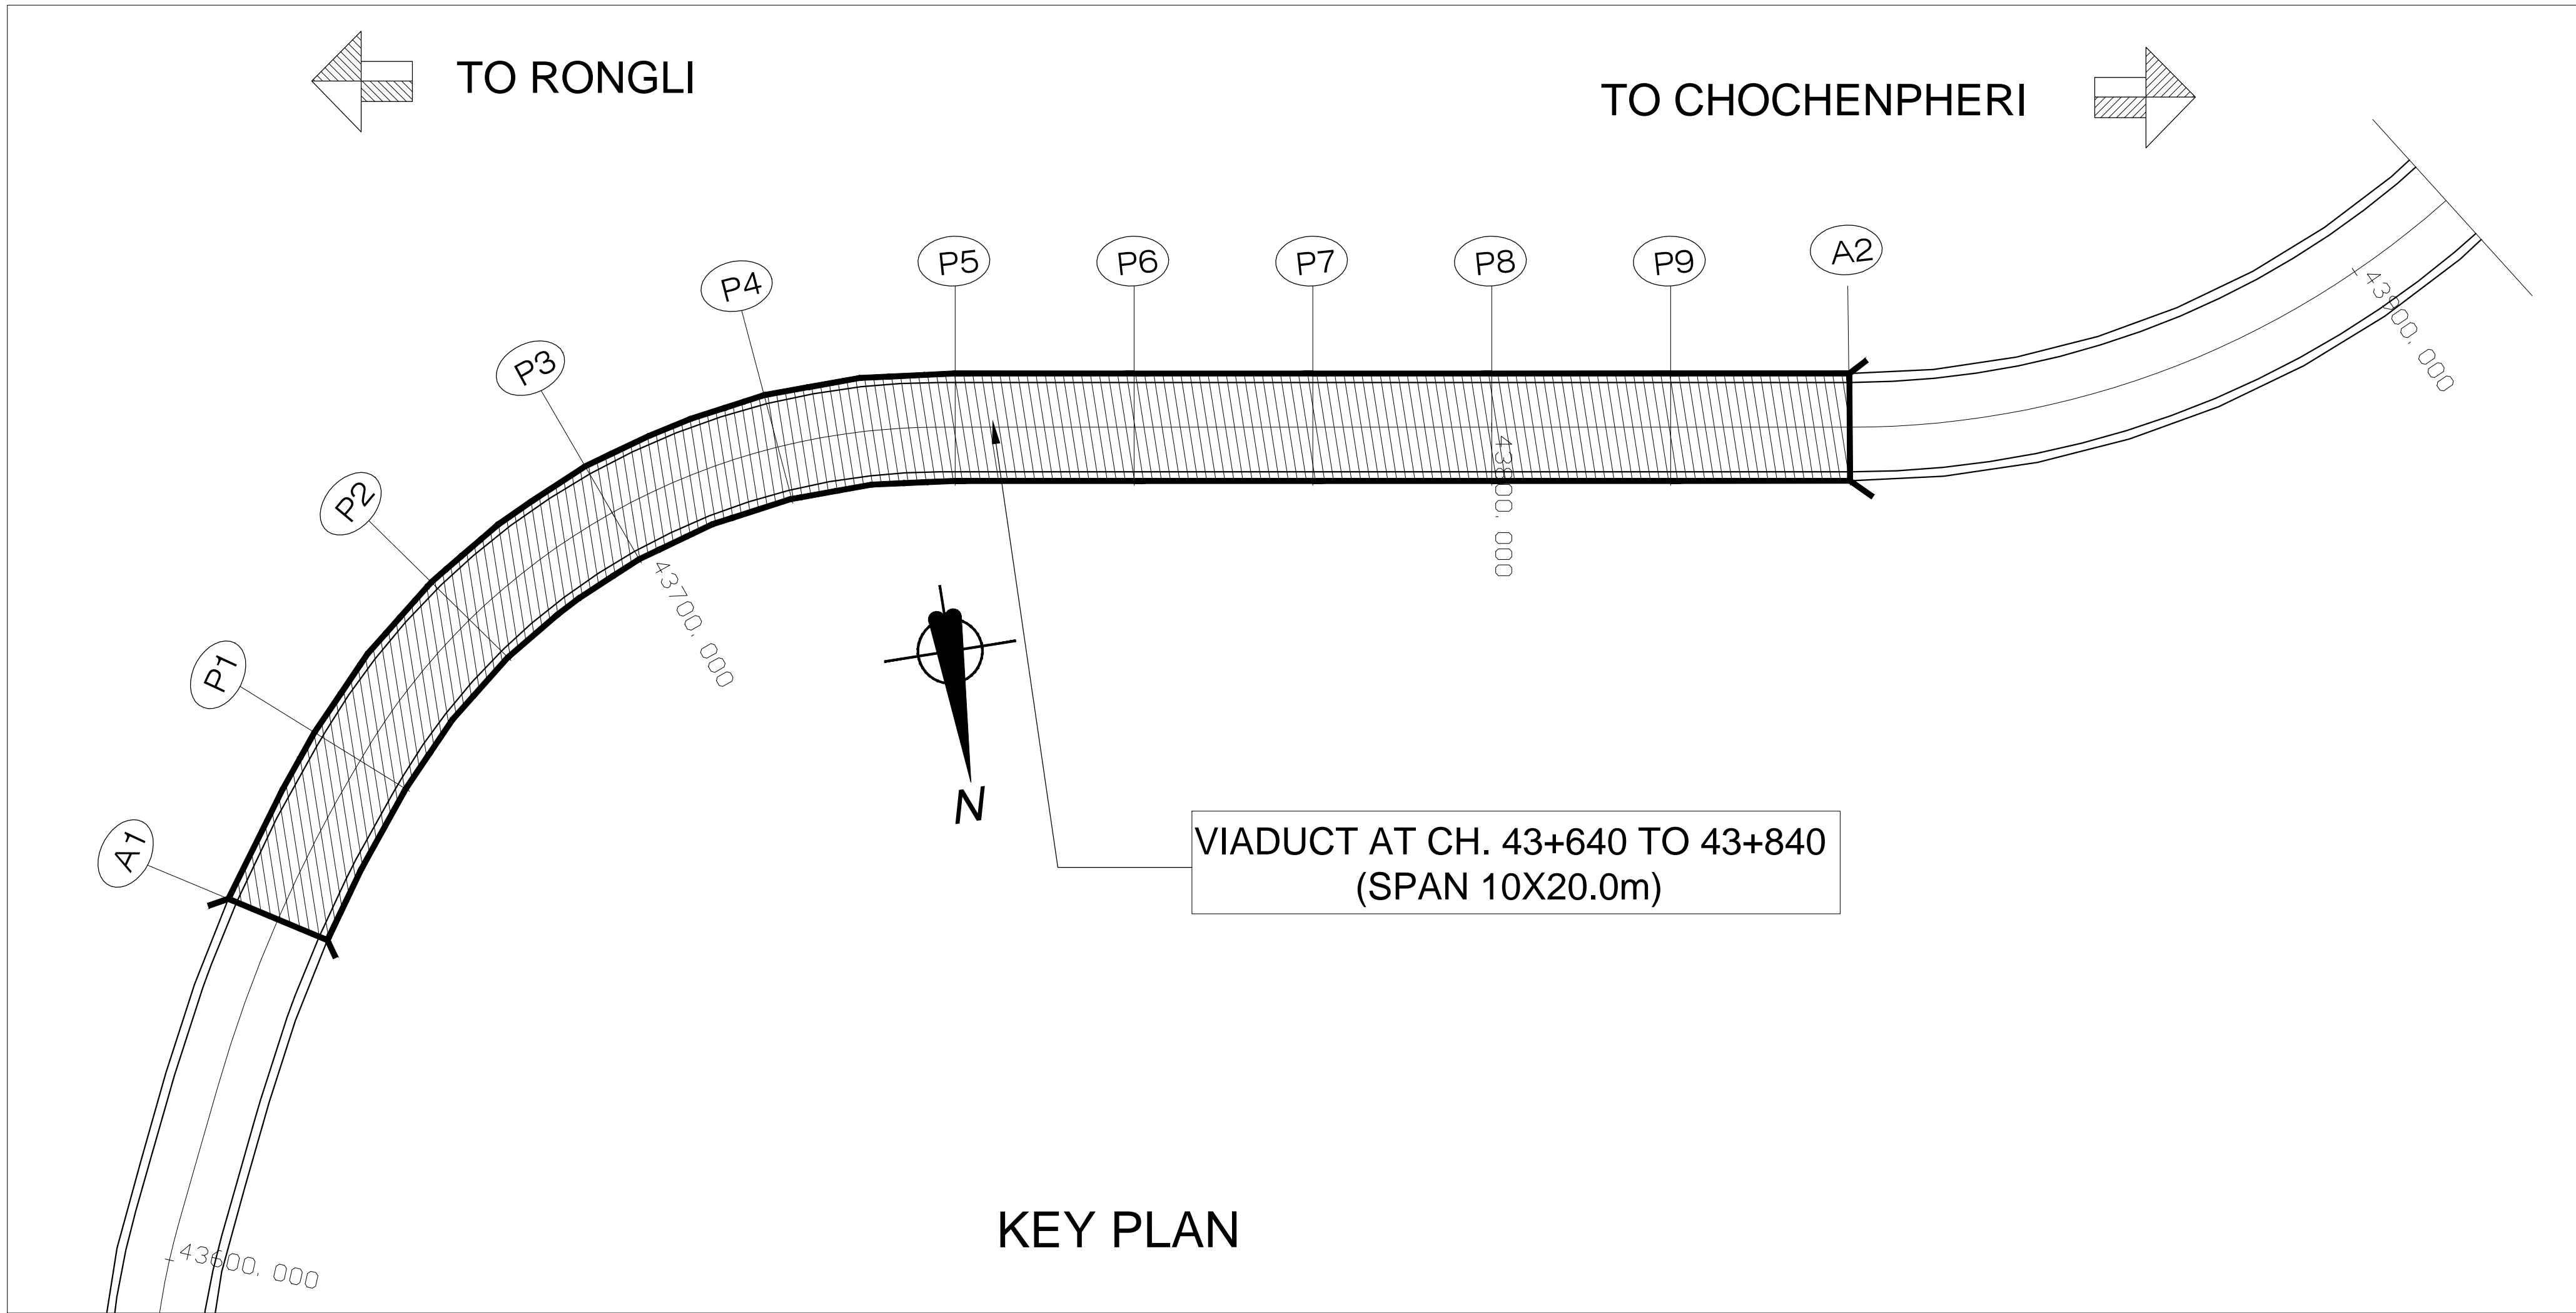 TO RONGLI
TO CHOCHENPHERI
A1
P1
P2
P3
P4
P5
P6
P7
P8
P9
A2
43900.000
43800.000
43700.000
N
VIADUCT AT CH. 43+640 TO 43+840
(SPAN 10X20.0m)
KEY PLAN
43600.000